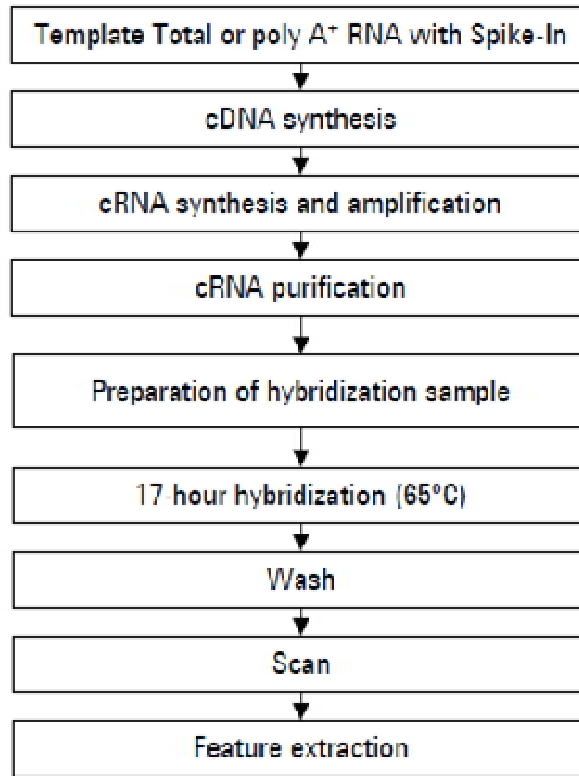 Template Total or poly A⁺ RNA with Spike-In
cDNA synthesis
cRNA synthesis and amplification
cRNA purification
Preparation of hybridization sample
17-hour hybridization (65°C)
Wash
Scan
Feature extraction